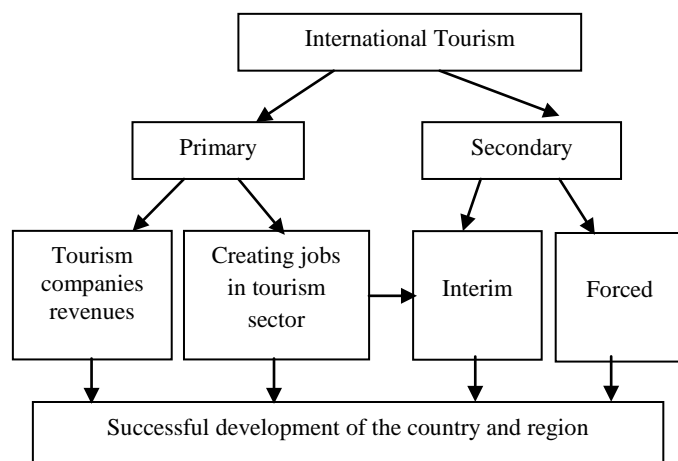 International Tourism
Primary
Secondary
Tourism
companies
revenues
Creating jobs
in tourism
sector
Interim
Forced
Successful development of the country and region